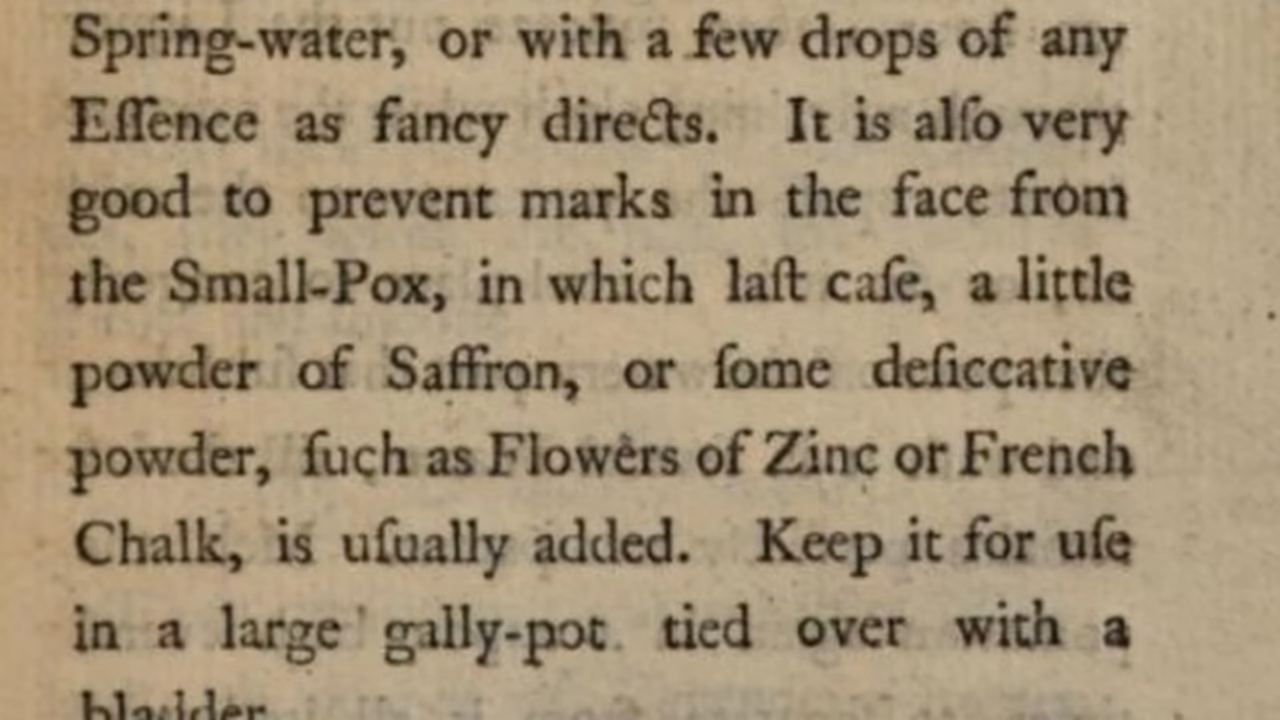 Spring-water, or with a few drops of any
Eſſence as fancy directs. It is alſo very
good to prevent marks in the face from
the Small-Pox, in which laſt caſe, a little
powder of Saffron, or ſome deſiccative
powder, ſuch as Flowers of Zinc or French
Chalk, is uſually added. Keep it for uſe
in a large gally-pot tied over with a
bladder